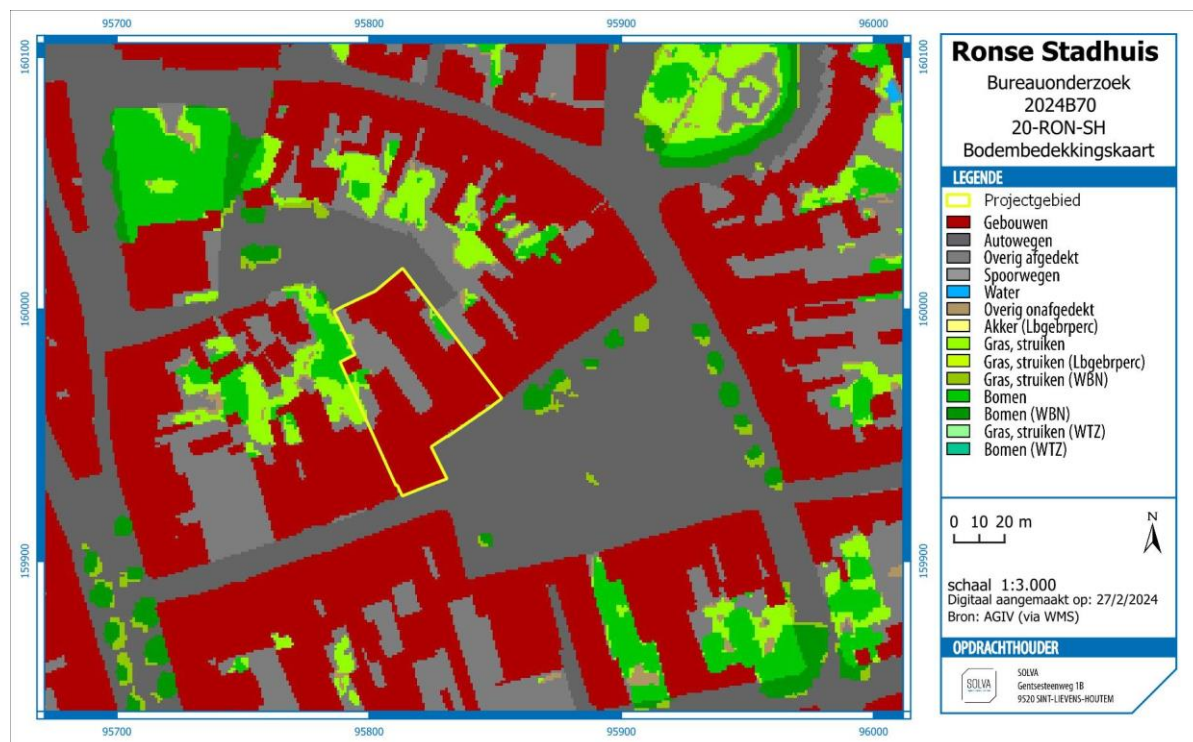 95700
95800
95900
96000
160100
160100
160000
160000
159900
159900
95700
95800
95900
96000
Ronse Stadhuis
Bureauonderzoek
2024B70
20-RON-SH
Bodembedekkingskaart
LEGENDE
Projectgebied
Gebouwen
Autowegen
Overig afgedekt
Spoorwegen
Water
Overig onafgedekt
Akker (Lbgebrperc)
Gras, struiken
Gras, struiken (Lbgebrperc)
Gras, struiken (WBN)
Bomen
Bomen (WBN)
Gras, struiken (WTZ)
Bomen (WTZ)
0 10 20 m
N
schaal 1:3.000
Digitaal aangemaakt op: 27/2/2024
Bron: AGIV (via WMS)
OPDRACHTHOUDER
SOLVA
SOLVA
Gentsesteenweg 1B
9520 SINT-LIEVENS-HOUTEM